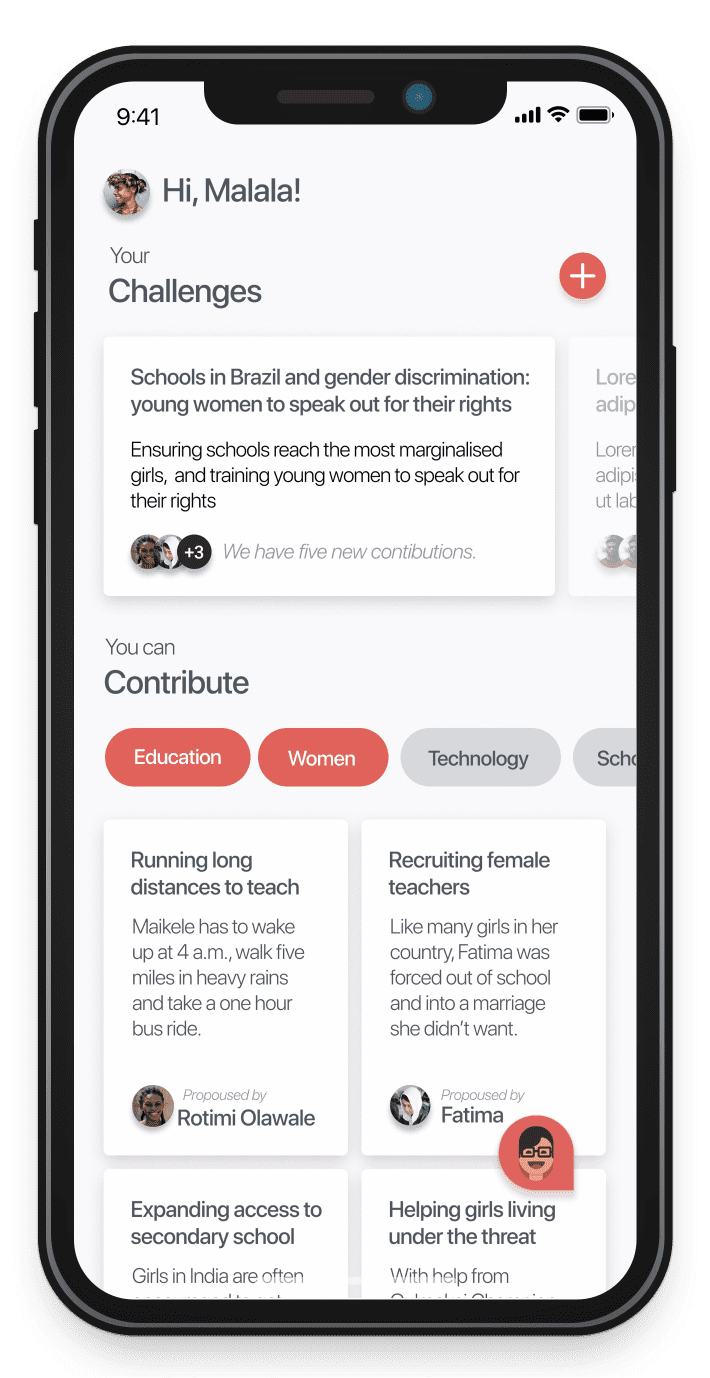 9:41
Hi, Malala!
Your
Challenges
Schools in Brazil and gender discrimination:
young women to speak out for their rights
Ensuring schools reach the most marginalised
girls, and training young women to speak out for
their rights
+3 We have five new contibutions.
Lore
adip
Lorer
adipi
ut lab
You can
Contribute
Education Women Technology Scho
Running long
distances to teach
Maikele has to wake
up at 4 a.m., walk five
miles in heavy rains
and take a one hour
bus ride.
Propoused by
Rotimi Olawale
Recruiting female
teachers
Like many girls in her
country, Fatima was
forced out of school
and into a marriage
she didn’t want.
Propoused by
Fatima
Expanding access to
secondary school
Girls in India are often
Helping girls living
under the threat
With help from